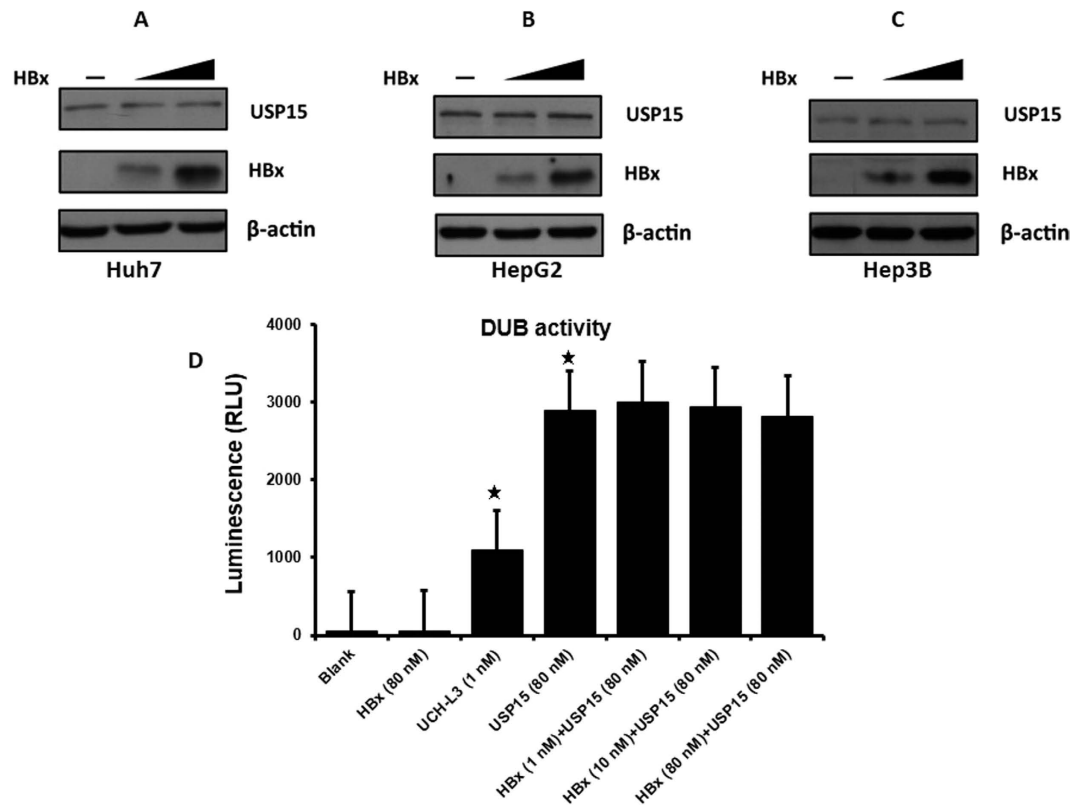 A
HBx –
USP15
HBx
β-actin
Huh7
B
HBx –
USP15
HBx
β-actin
HepG2
C
HBx –
USP15
HBx
β-actin
Hep3B
D
DUB activity
Luminescence (RLU)
4000
3000
2000
1000
0
Blank
HBx (80 nM)
UCH-L3 (1 nM)
USP15 (80 nM)
HBx (1 nM)+USP15 (80 nM)
HBx (10 nM)+USP15 (80 nM)
HBx (80 nM)+USP15 (80 nM)